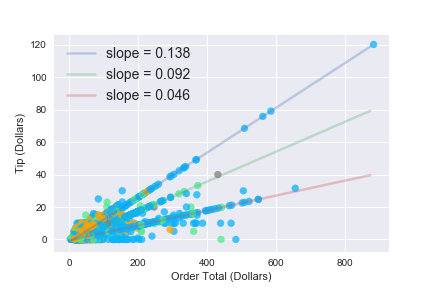 slope = 0.138
slope = 0.092
slope = 0.046
120
100
80
60
40
20
0
Tip (Dollars)
0 200 400 600 800
Order Total (Dollars)